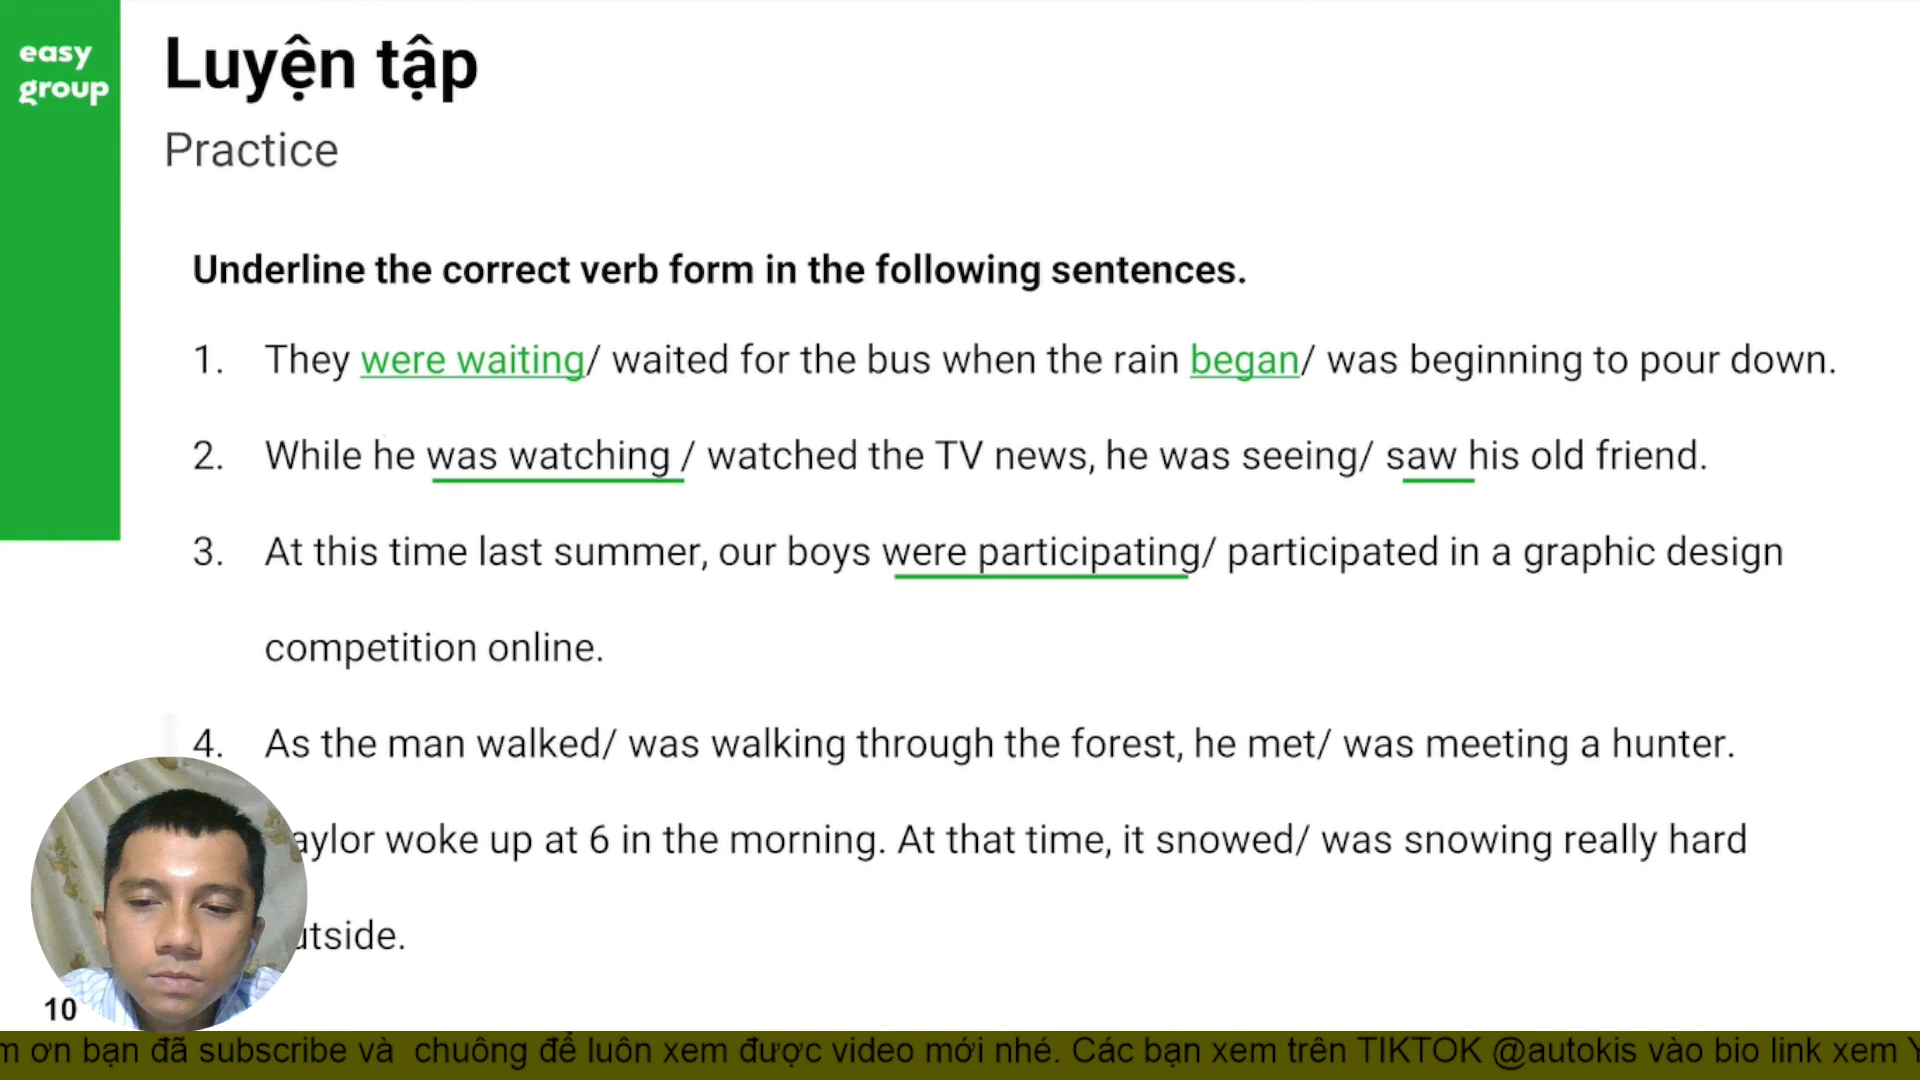 easy
group
Luyện tập
Practice
Underline the correct verb form in the following sentences.
1. They were waiting/ waited for the bus when the rain began/ was beginning to pour down.
2. While he was watching / watched the TV news, he was seeing/ saw his old friend.
3. At this time last summer, our boys were participating/ participated in a graphic design
competition online.
4. As the man walked/ was walking through the forest, he met/ was meeting a hunter.
aylor woke up at 6 in the morning. At that time, it snowed/ was snowing really hard
utside.
10
m ơn bạn đã subscribe và chuông để luôn xem được video mới nhé. Các bạn xem trên TIKTOK @autokis vào bio link xem Y